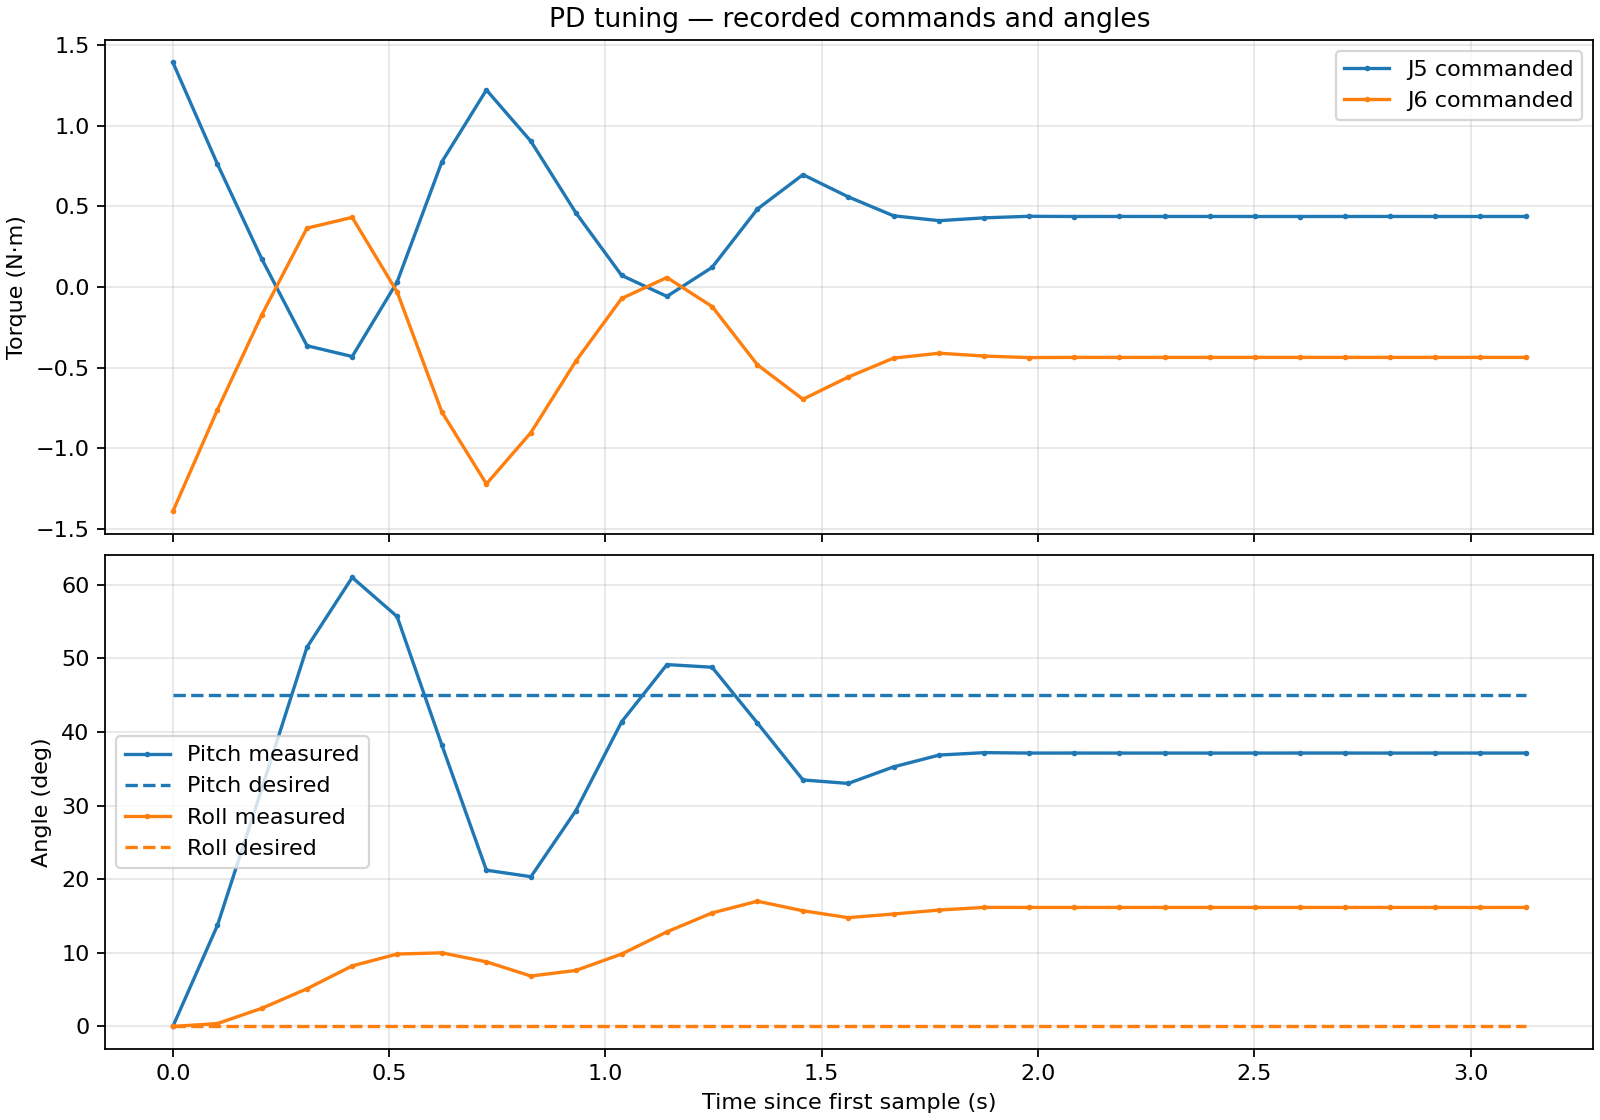 PD tuning — recorded commands and angles
1.5
1.0
0.5
0.0
−0.5
−1.0
−1.5
Torque (N·m)
J5 commanded
J6 commanded
60
50
40
30
20
10
0
Angle (deg)
Pitch measured
Pitch desired
Roll measured
Roll desired
0.0 0.5 1.0 1.5 2.0 2.5 3.0
Time since first sample (s)